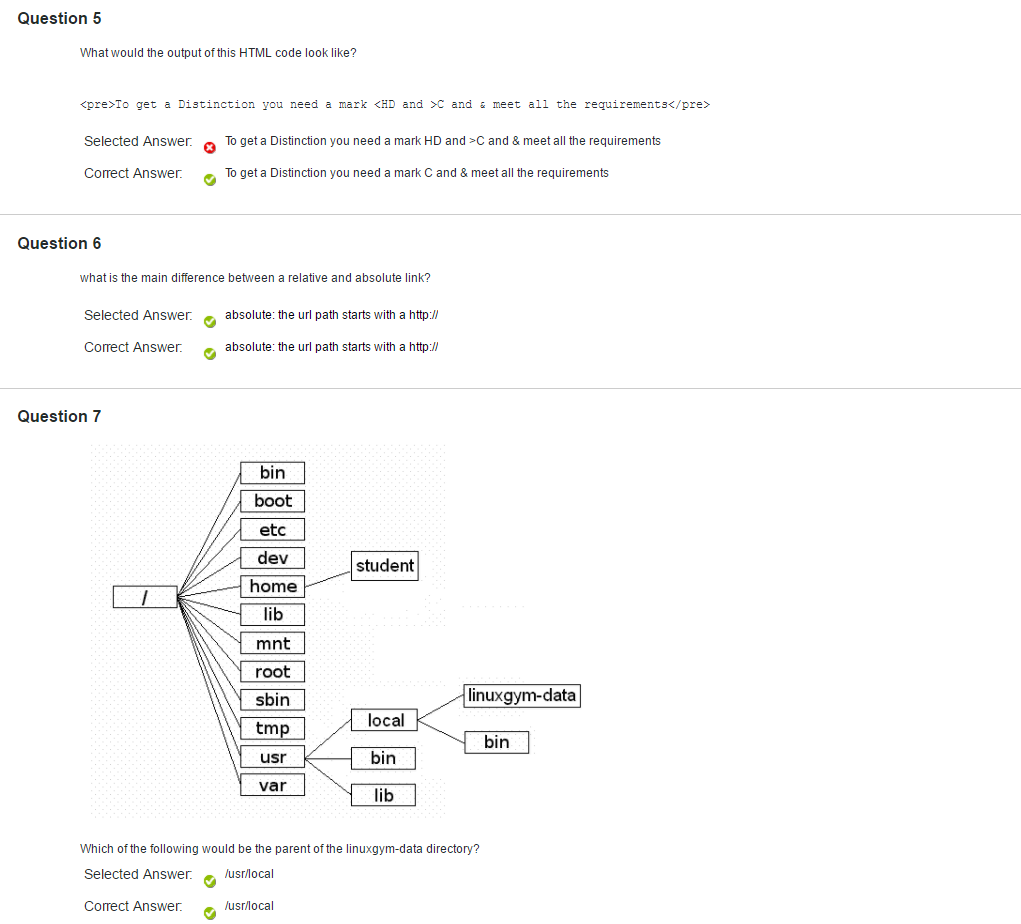 Question 5
What would the output of this HTML code look like?
<pre>To get a Distinction you need a mark <HD and >C and & meet all the requirements</pre>
Selected Answer: To get a Distinction you need a mark HD and >C and & meet all the requirements
Correct Answer: To get a Distinction you need a mark C and & meet all the requirements
Question 6
what is the main difference between a relative and absolute link?
Selected Answer: absolute: the url path starts with a http://
Correct Answer: absolute: the url path starts with a http://
Question 7
/
bin
boot
etc
dev
home
lib
mnt
root
sbin
tmp
usr
var
student
local
bin
lib
linuxgym-data
bin
Which of the following would be the parent of the linuxgym-data directory?
Selected Answer: /usr/local
Correct Answer: /usr/local